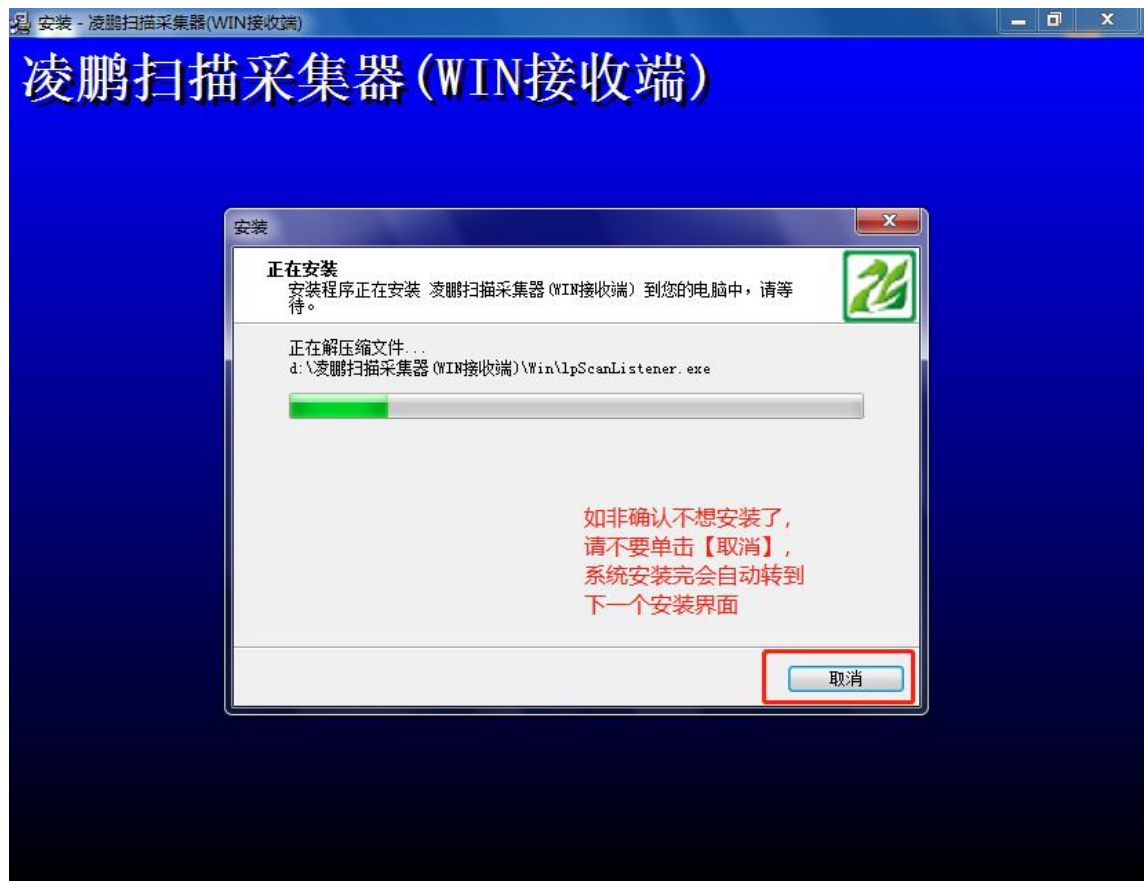 安装 - 凌鹏扫描采集器(WIN接收端)
凌鹏扫描采集器(WIN接收端)
安装
正在安装
安装程序正在安装 凌鹏扫描采集器(WIN接收端) 到您的电脑中，请等
待。
正在解压缩文件...
d:\凌鹏扫描采集器(WIN接收端)\Win\lpScanListener.exe
如非确认不想安装了，
请不要单击【取消】，
系统安装完会自动转到
下一个安装界面
取消